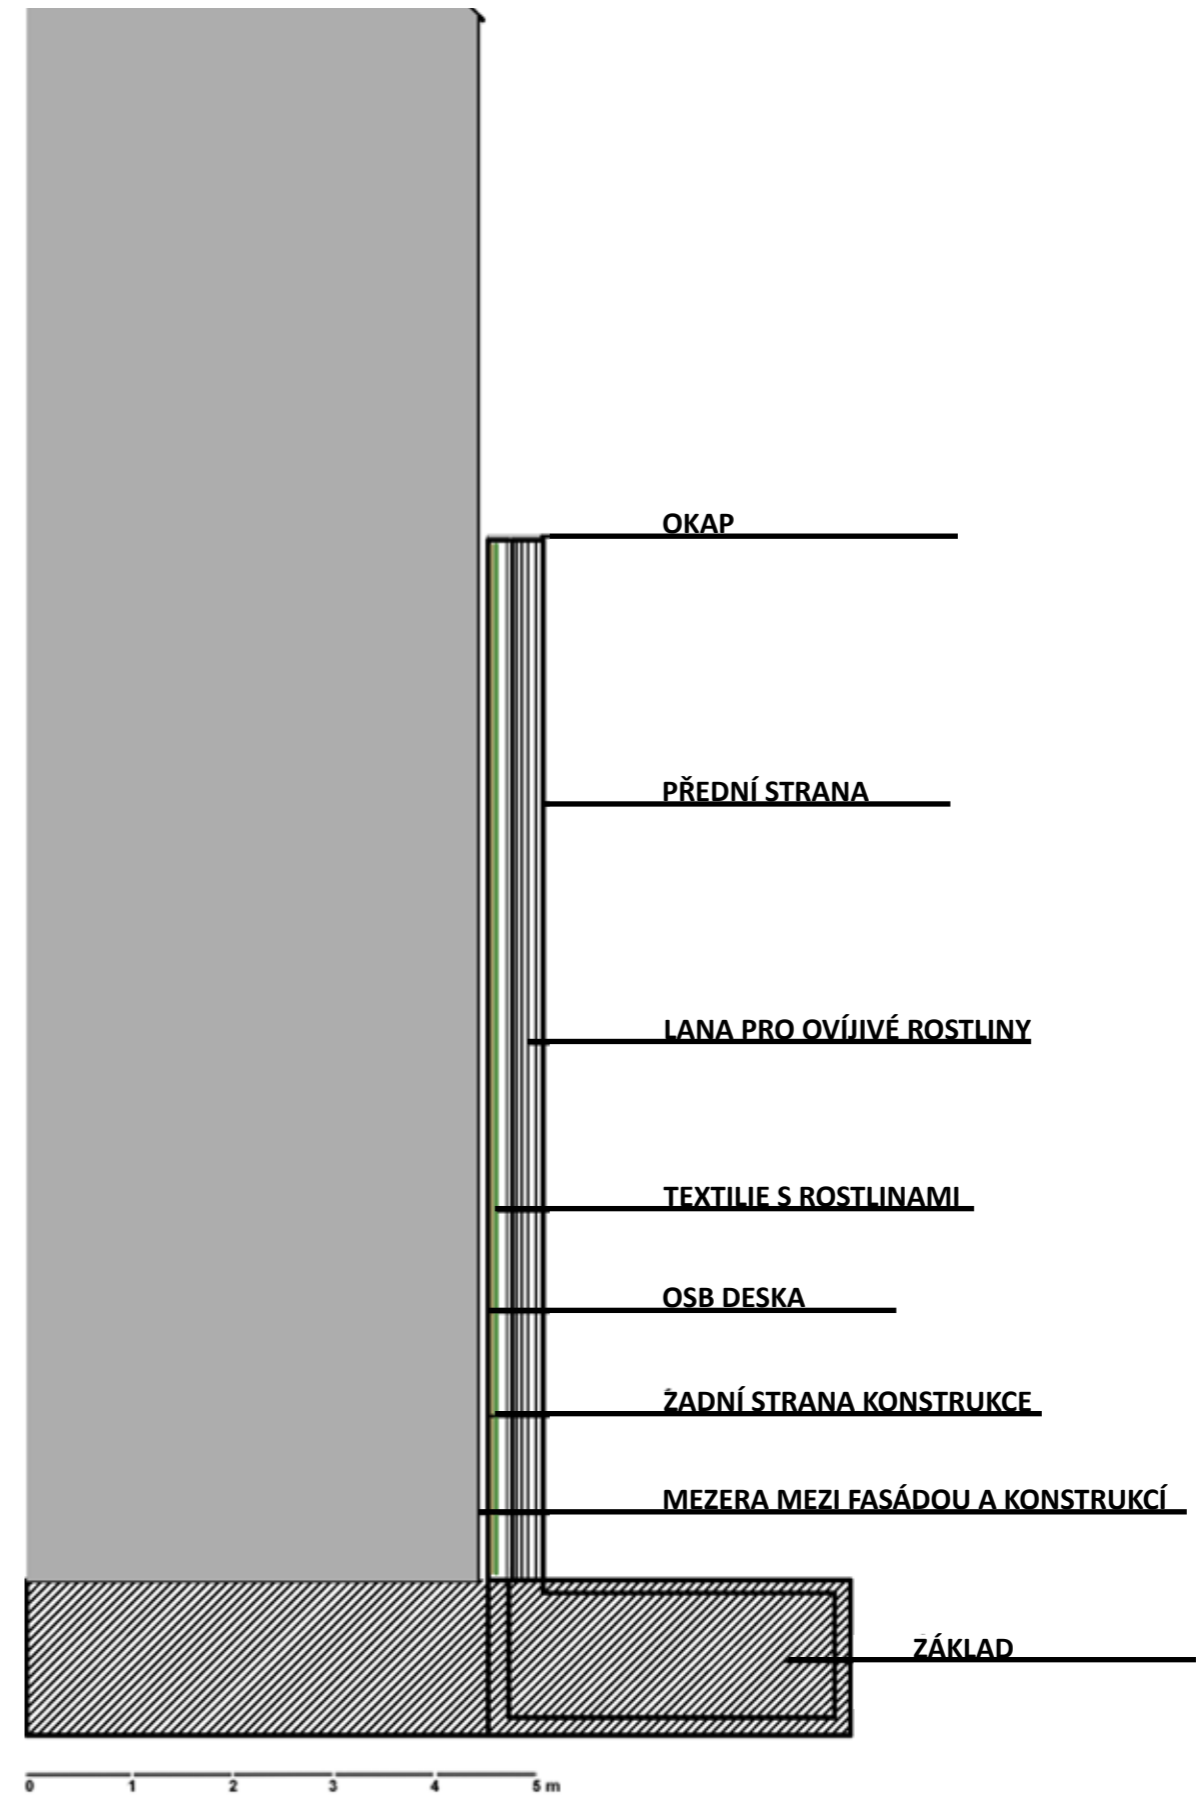 OKAP
PŘEDNÍ STRANA
LANA PRO OVÍJIVÉ ROSTLINY
TEXTILIE S ROSTLINAMI
OSB DESKA
ZADNÍ STRANA KONSTRUKCE
MEZERA MEZI FASÁDOU A KONSTRUKCÍ
ZÁKLAD
0 1 2 3 4 5 m